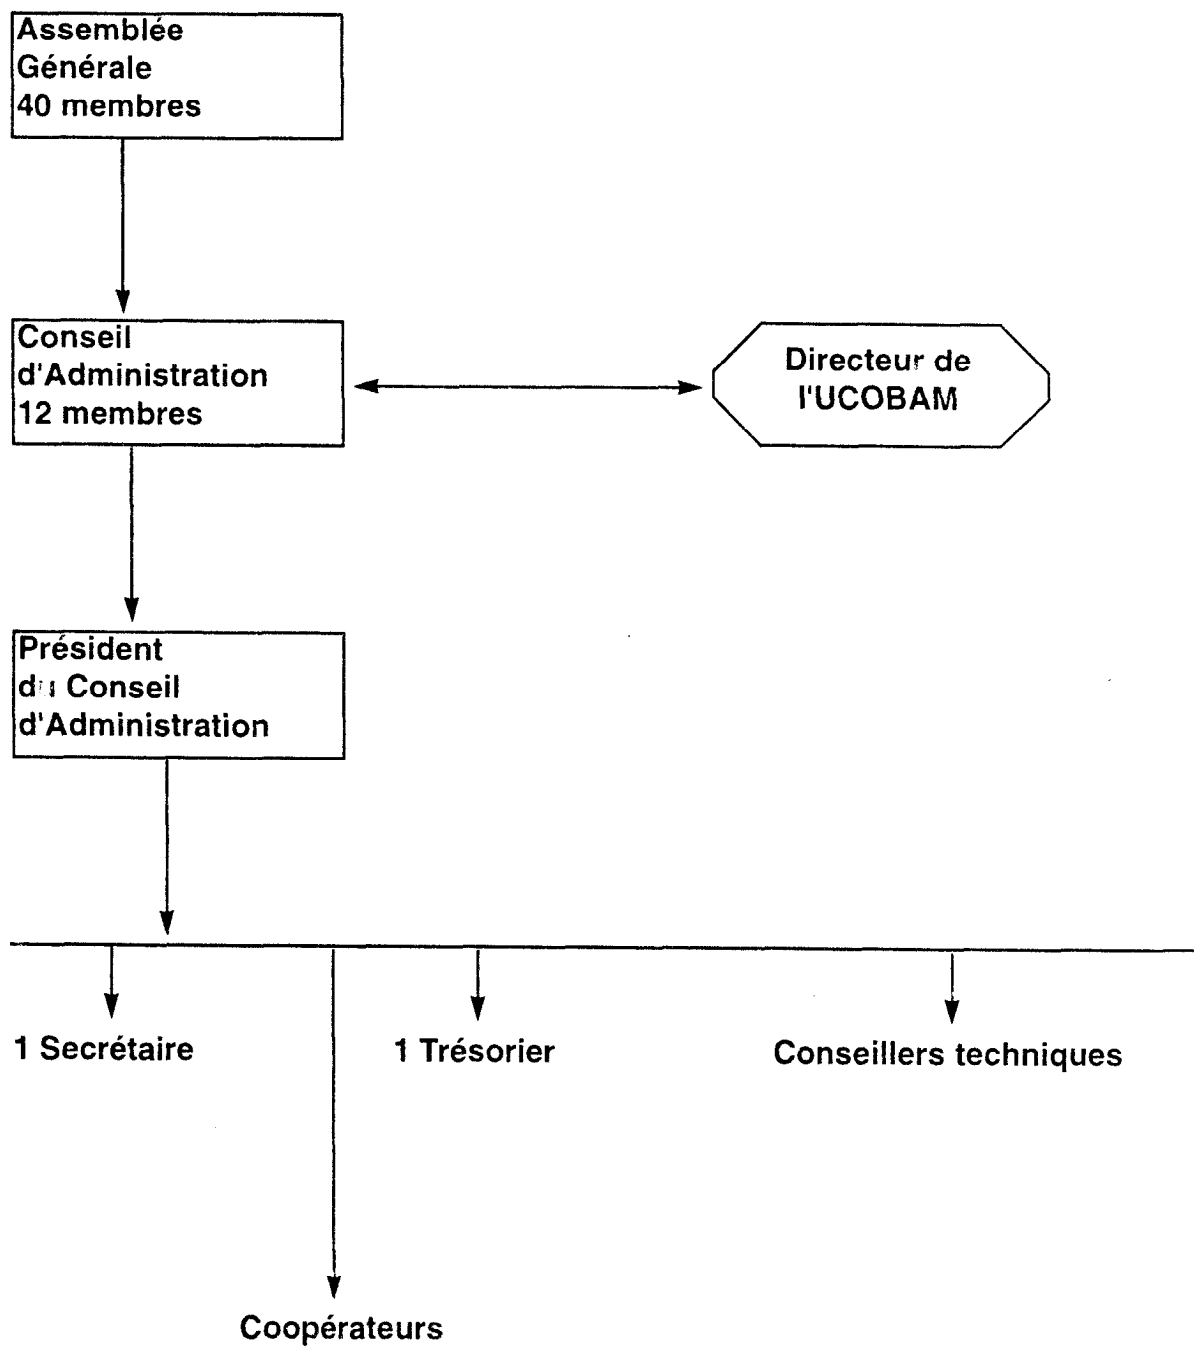 Assemblée
Générale
40 membres
Conseil
d'Administration
12 membres
Directeur de
l'UCOBAM
Président
du Conseil
d'Administration
1 Secrétaire
1 Trésorier
Conseillers techniques
Coopérateurs